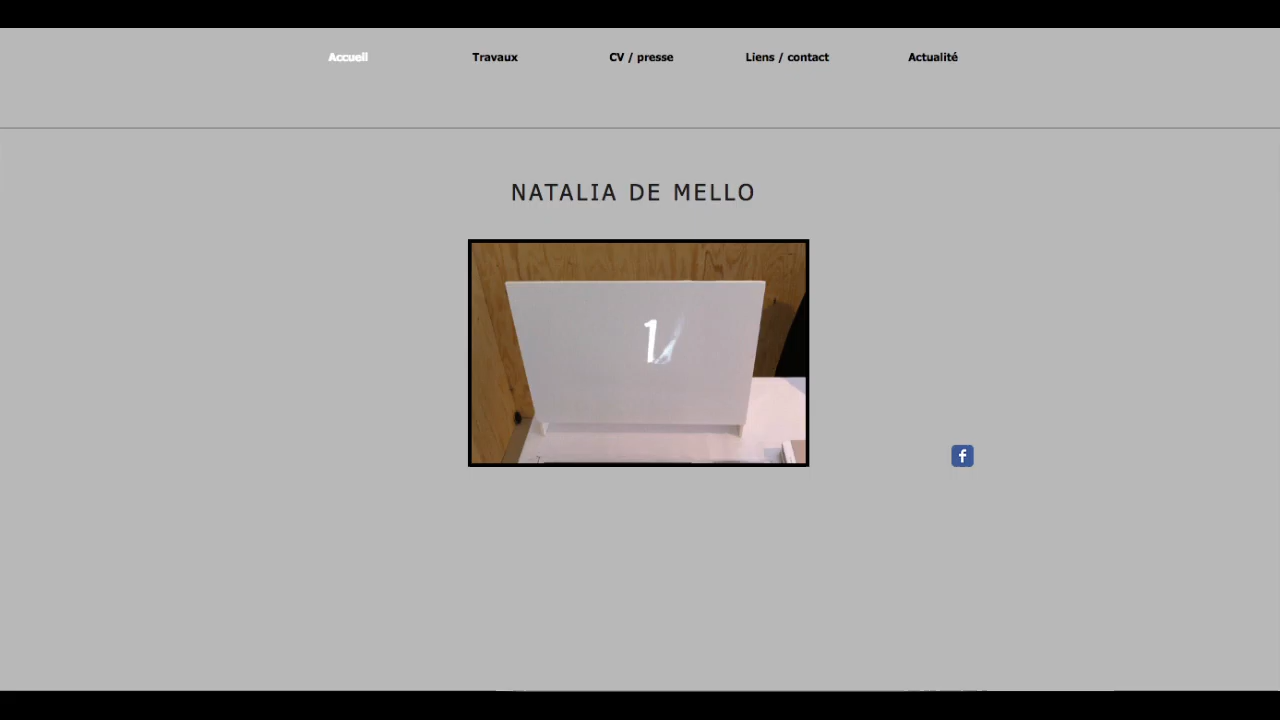 Accueil
Travaux
CV / presse
Liens / contact
Actualité
NATALIA DE MELLO
1
f